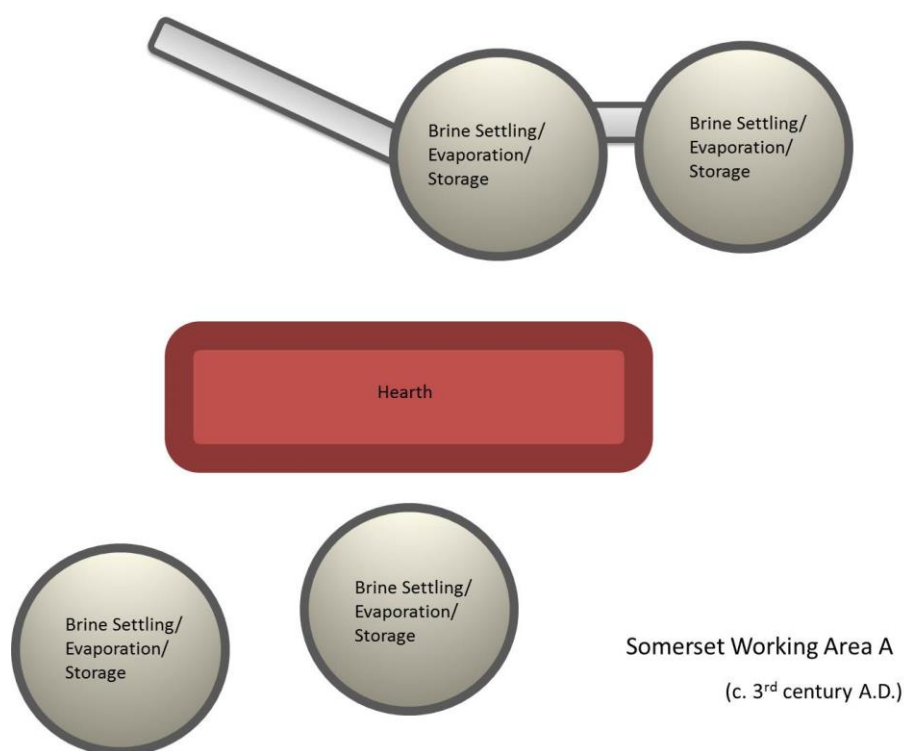 Brine Settling/
Evaporation/
Storage
Brine Settling/
Evaporation/
Storage
Hearth
Brine Settling/
Evaporation/
Storage
Brine Settling/
Evaporation/
Storage
Somerset Working Area A
(c. 3rd century A.D.)